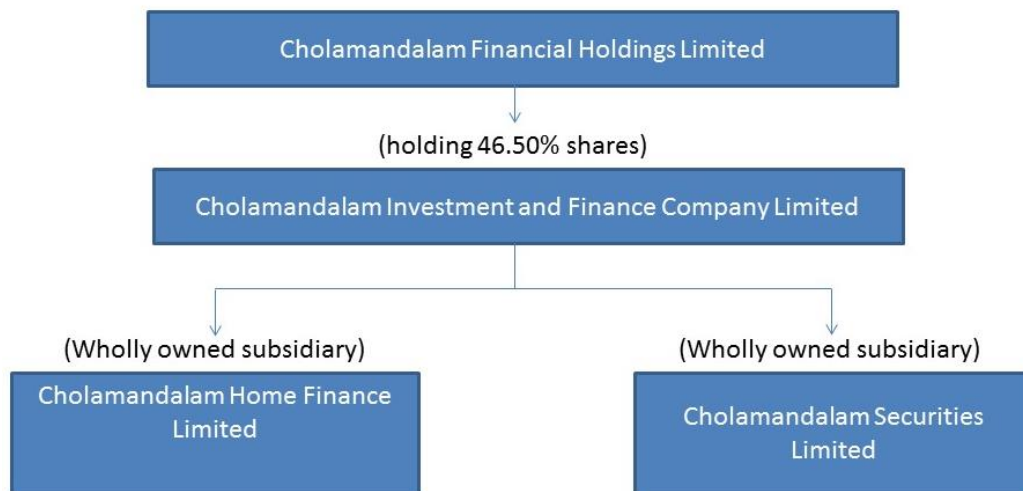 Cholamandalam Financial Holdings Limited
(holding 46.50% shares)
Cholamandalam Investment and Finance Company Limited
(Wholly owned subsidiary)
Cholamandalam Home Finance
Limited
(Wholly owned subsidiary)
Cholamandalam Securities
Limited